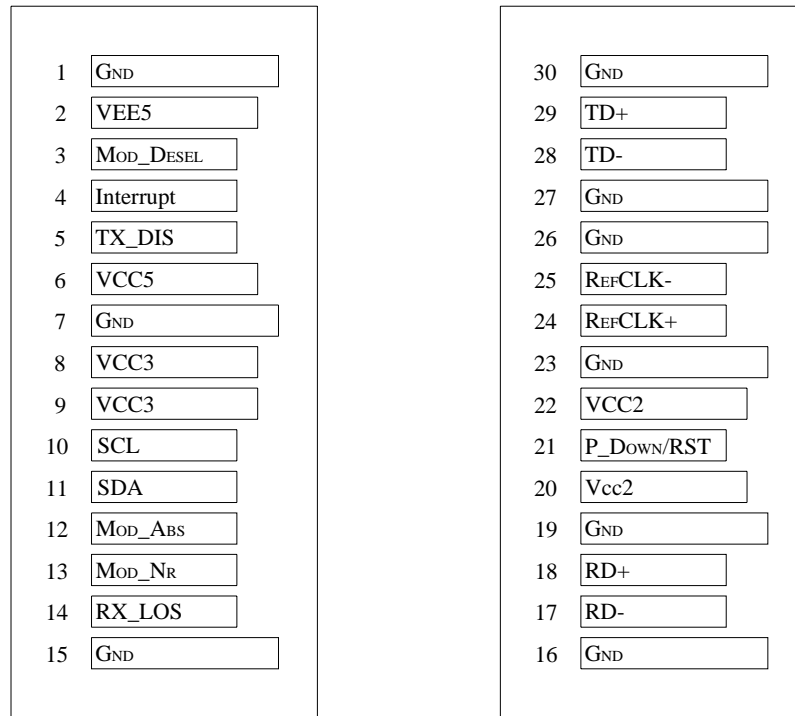 1 GND
2 VEE5
3 MOD_DESEL
4 Interrupt
5 TX_DIS
6 VCC5
7 GND
8 VCC3
9 VCC3
10 SCL
11 SDA
12 MOD_ABS
13 MOD_NR
14 RX_LOS
15 GND
30 GND
29 TD+
28 TD-
27 GND
26 GND
25 REFCLK-
24 REFCLK+
23 GND
22 VCC2
21 P_DOWN/RST
20 Vcc2
19 GND
18 RD+
17 RD-
16 GND